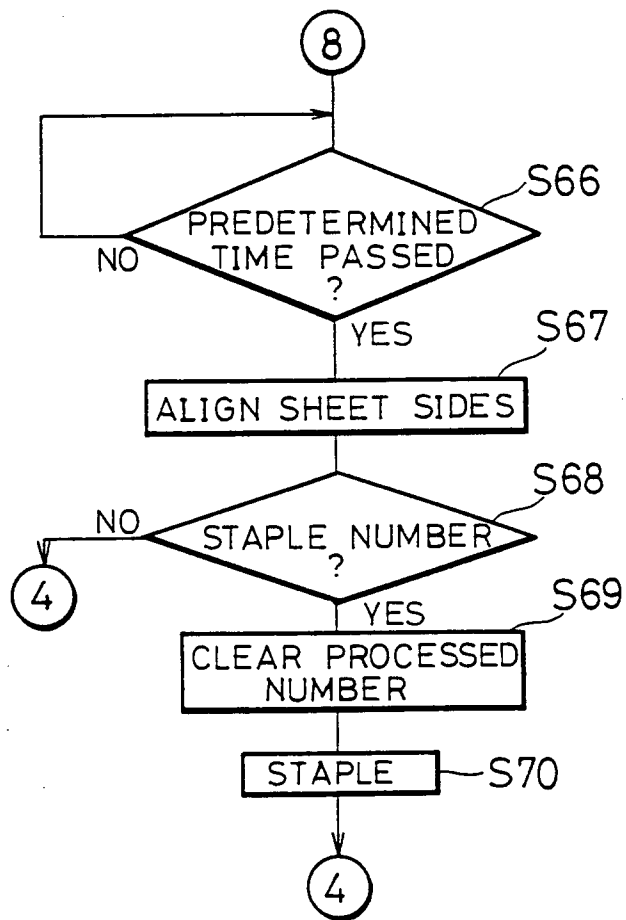 8
S66
PREDETERMINED
TIME PASSED
?
NO
YES
S67
ALIGN SHEET SIDES
S68
NO
STAPLE NUMBER
?
4
YES
S69
CLEAR PROCESSED
NUMBER
STAPLE
S70
4